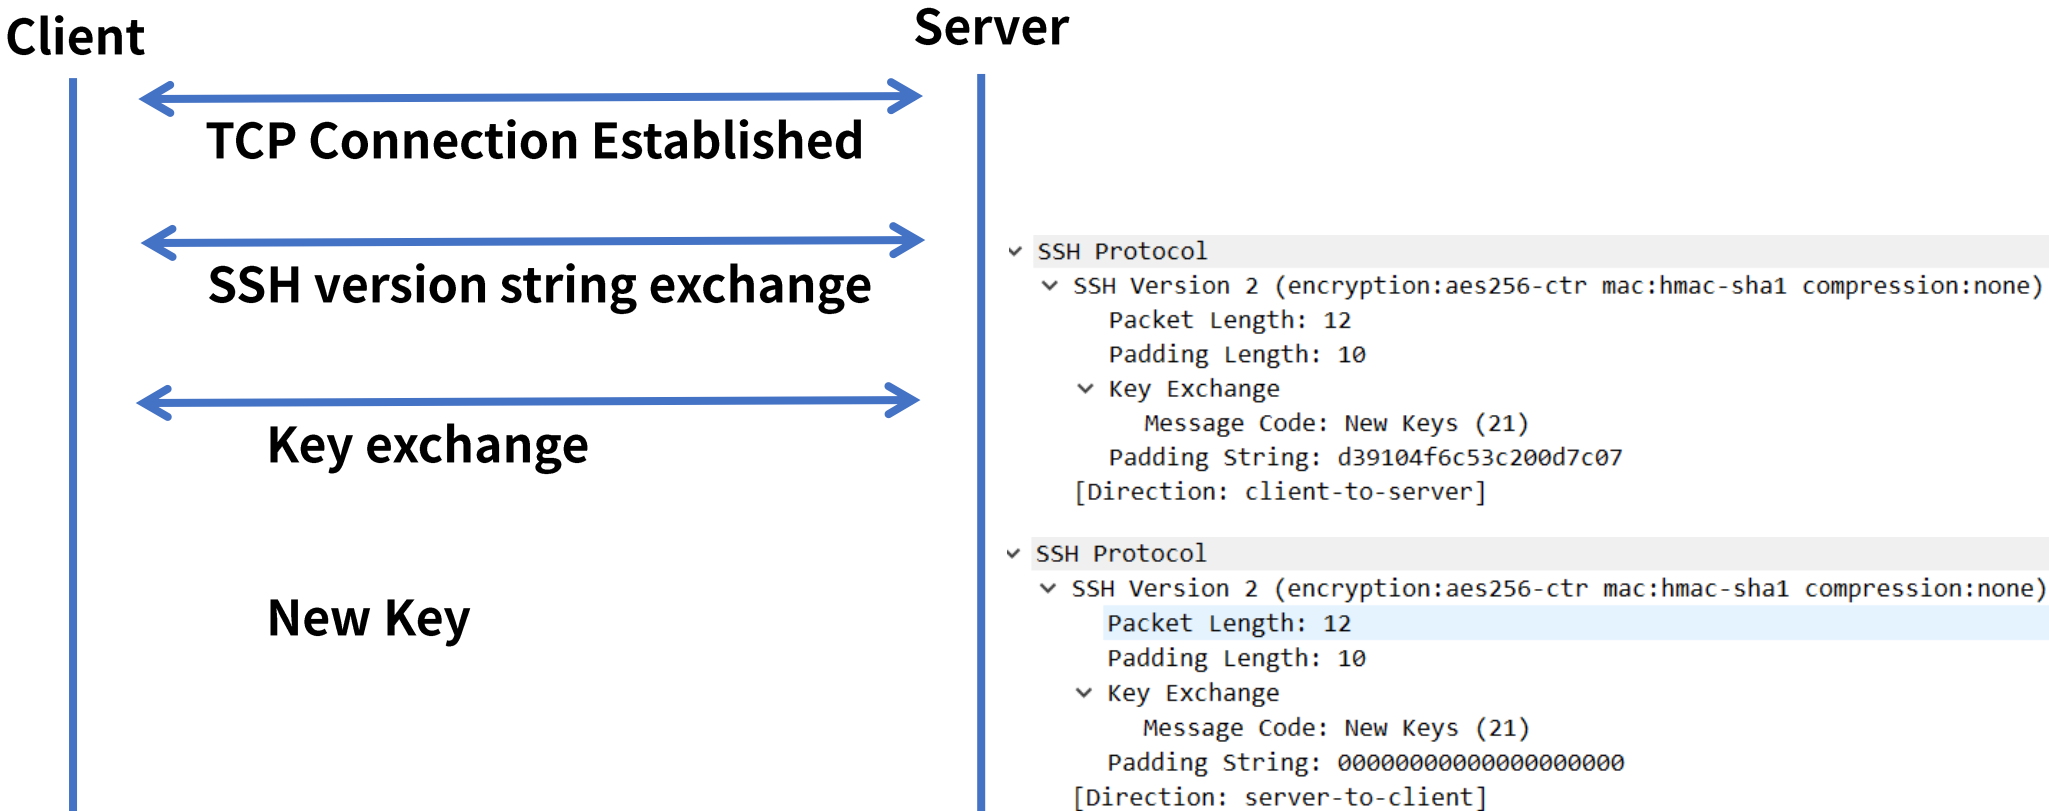 Client
Server
TCP Connection Established
SSH version string exchange
Key exchange
New Key
SSH Protocol
SSH Version 2 (encryption:aes256-ctr mac:hmac-sha1 compression:none)
Packet Length: 12
Padding Length: 10
Key Exchange
Message Code: New Keys (21)
Padding String: d39104f6c53c200d7c07
[Direction: client-to-server]
SSH Protocol
SSH Version 2 (encryption:aes256-ctr mac:hmac-sha1 compression:none)
Packet Length: 12
Padding Length: 10
Key Exchange
Message Code: New Keys (21)
Padding String: 00000000000000000000
[Direction: server-to-client]